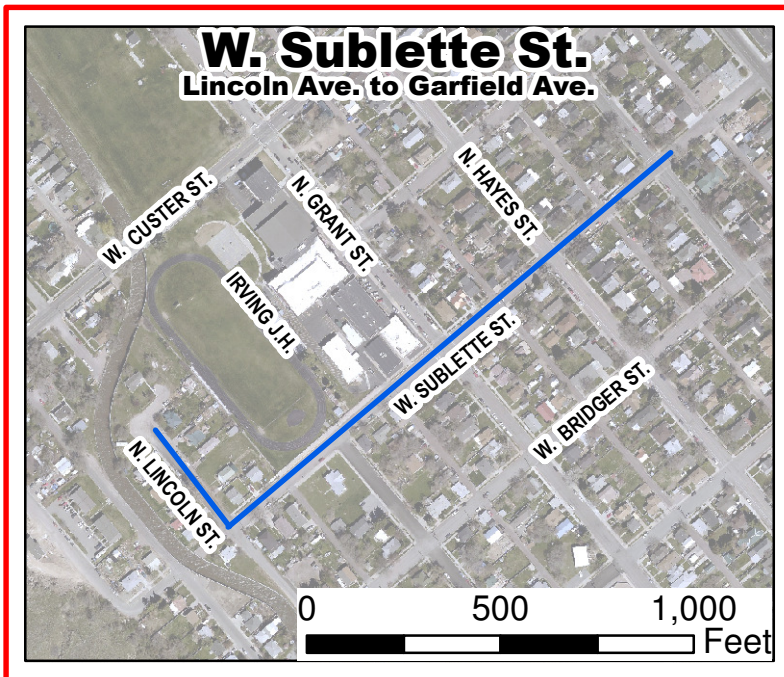 W. Sublette St.
Lincoln Ave. to Garfield Ave.
W. CUSTER ST.
N. GRANT ST.
N. HAYES ST.
IRVING J.H.
W. SUBLETTE ST.
W. BRIDGER ST.
N. LINCOLN ST.
0 500 1,000
Feet